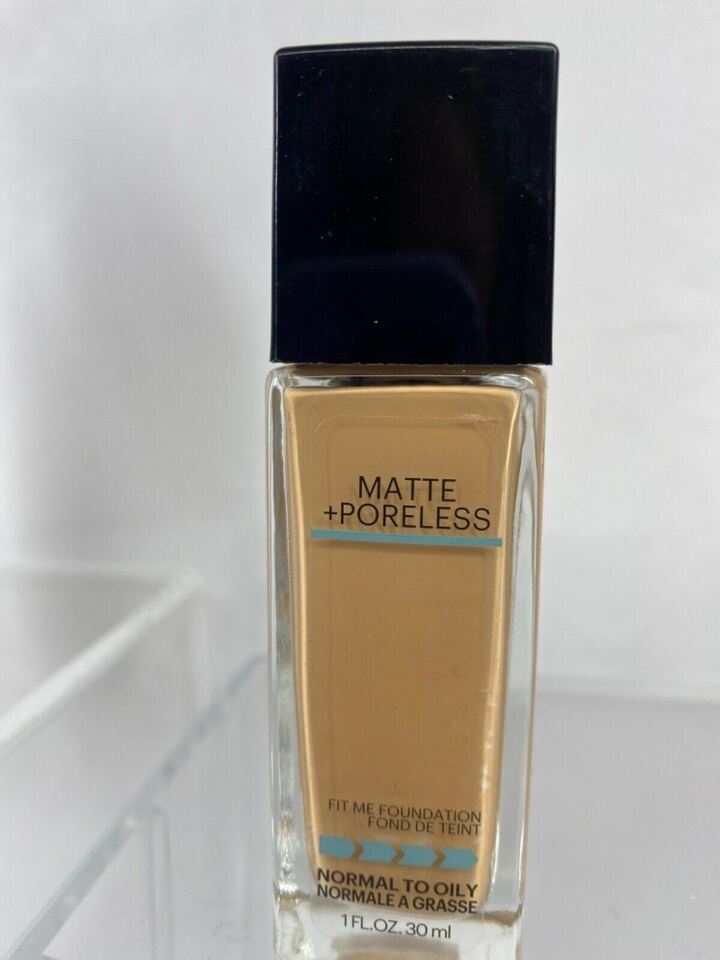 MATTE
+PORELESS
FIT ME FOUNDATION
FOND DE TEINT
NORMAL TO OILY
NORMALE A GRASSE
1 FL.OZ. 30 ml